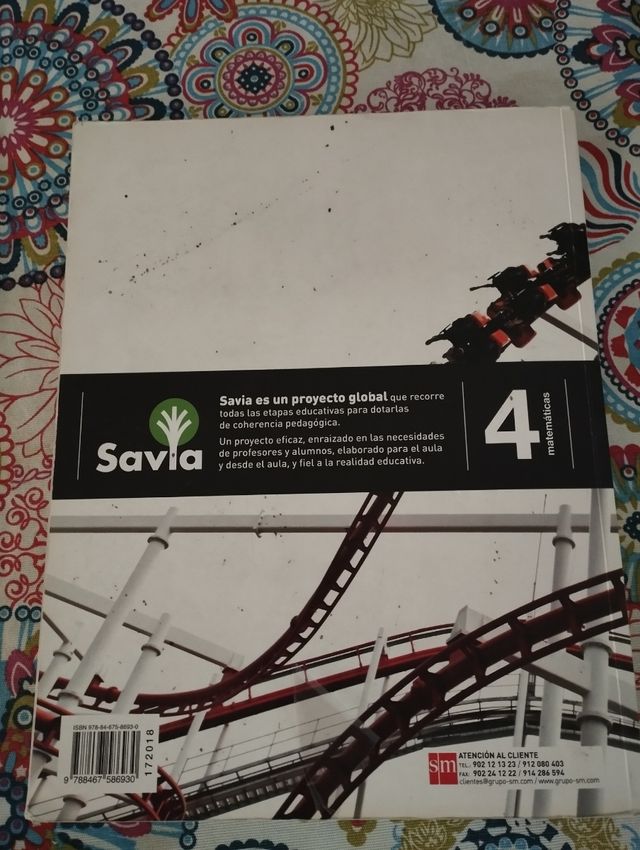 Savia
Savia es un proyecto global que recorre
todas las etapas educativas para dotarlas
de coherencia pedagógica.
Un proyecto eficaz, enraizado en las necesidades
de profesores y alumnos, elaborado para el aula
y desde el aula, y fiel a la realidad educativa.
4
matemáticas
ISBN 978-84-675-8693-0
9 788467 586930
172018
sm
ATENCIÓN AL CLIENTE
TEL.: 902 12 13 23 / 912 080 403
FAX: 902 24 12 22 / 914 286 594
clientes@grupo-sm.com / www.grupo-sm.com